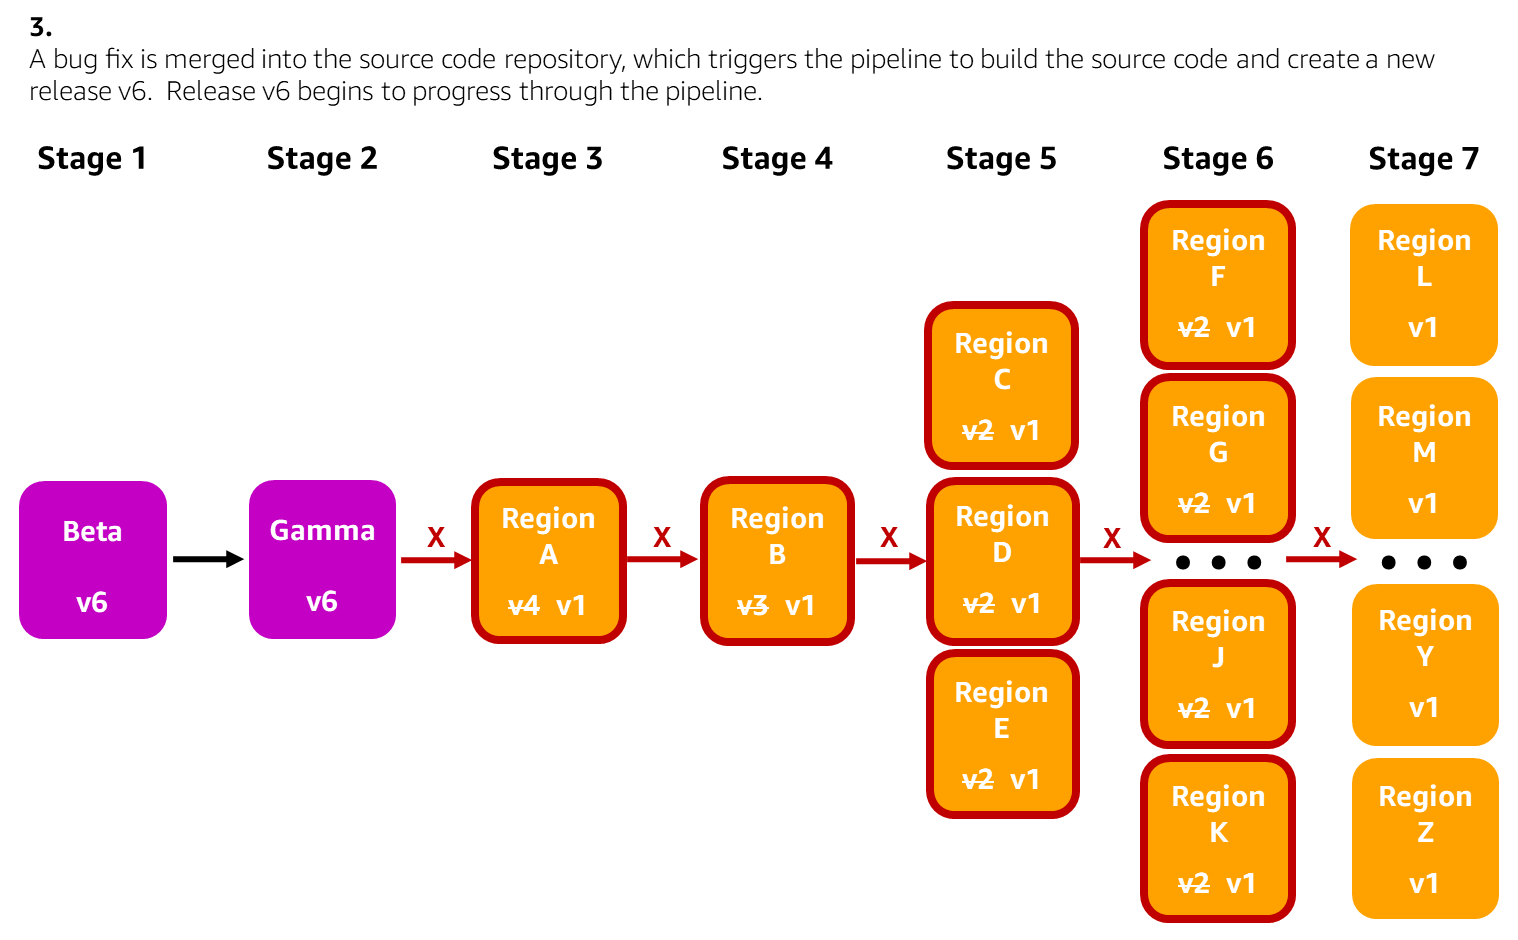 3.
A bug fix is merged into the source code repository, which triggers the pipeline to build the source code and create a new
release v6.  Release v6 begins to progress through the pipeline.
Stage 1
Stage 2
Stage 3
Stage 4
Stage 5
Stage 6
Stage 7
Beta
v6
Gamma
v6
X
Region
A
v4 v1
X
Region
B
v3 v1
X
Region
C
v2 v1
Region
D
v2 v1
Region
E
v2 v1
X
Region
F
v2 v1
Region
G
v2 v1
• • •
Region
J
v2 v1
Region
K
v2 v1
X
Region
L
v1
Region
M
v1
• • •
Region
Y
v1
Region
Z
v1